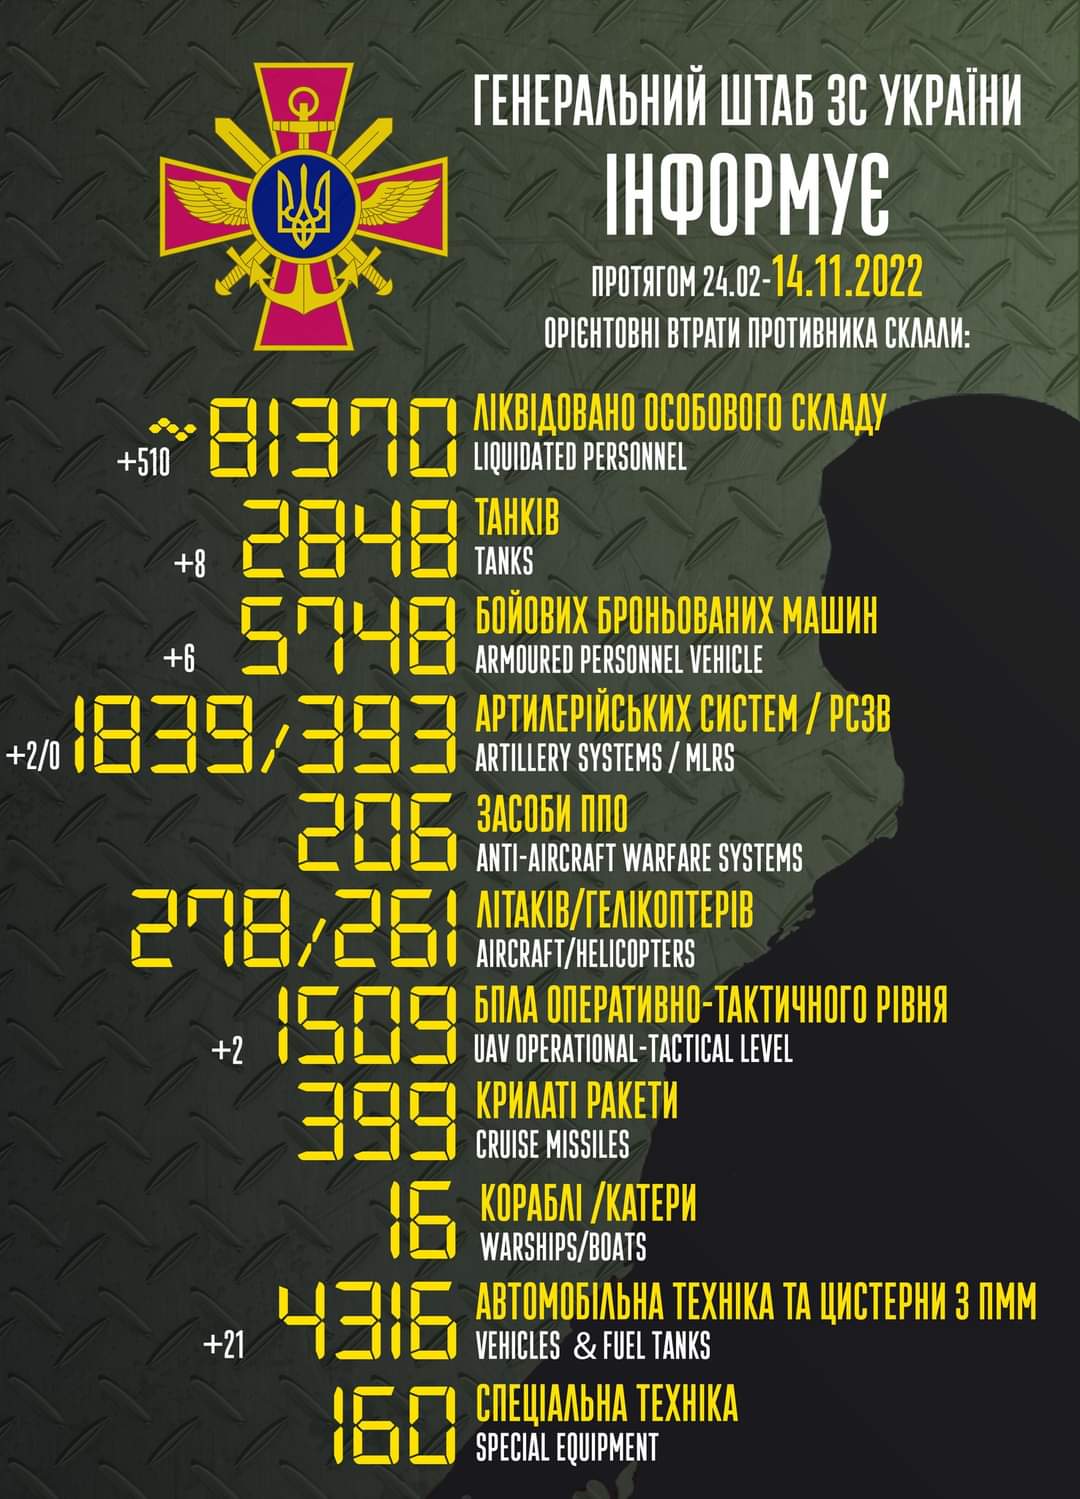 ГЕНЕРАЛЬНИЙ ШТАБ ЗС УКРАЇНИ
ІНФОРМУЄ
ПРОТЯГОМ 24.02-14.11.2022
ОРІЄНТОВНІ ВТРАТИ ПРОТИВНИКА СКЛАЛИ:
+510 ~81370 ЛІКВІДОВАНО ОСОБОВОГО СКЛАДУ
LIQUIDATED PERSONNEL
+8 2848 ТАНКІВ
TANKS
+6 5748 БОЙОВИХ БРОНЬОВАНИХ МАШИН
ARMOURED PERSONNEL VEHICLE
+2/0 1839/393 АРТИЛЕРІЙСЬКИХ СИСТЕМ / РСЗВ
ARTILLERY SYSTEMS / MLRS
206 ЗАСОБИ ППО
ANTI-AIRCRAFT WARFARE SYSTEMS
278/261 ЛІТАКІВ/ГЕЛІКОПТЕРІВ
AIRCRAFT/HELICOPTERS
+2 1509 БПЛА ОПЕРАТИВНО-ТАКТИЧНОГО РІВНЯ
UAV OPERATIONAL-TACTICAL LEVEL
399 КРИЛАТІ РАКЕТИ
CRUISE MISSILES
16 КОРАБЛІ /КАТЕРИ
WARSHIPS/BOATS
+21 4316 АВТОМОБІЛЬНА ТЕХНІКА ТА ЦИСТЕРНИ З ПММ
VEHICLES & FUEL TANKS
160 СПЕЦІАЛЬНА ТЕХНІКА
SPECIAL EQUIPMENT